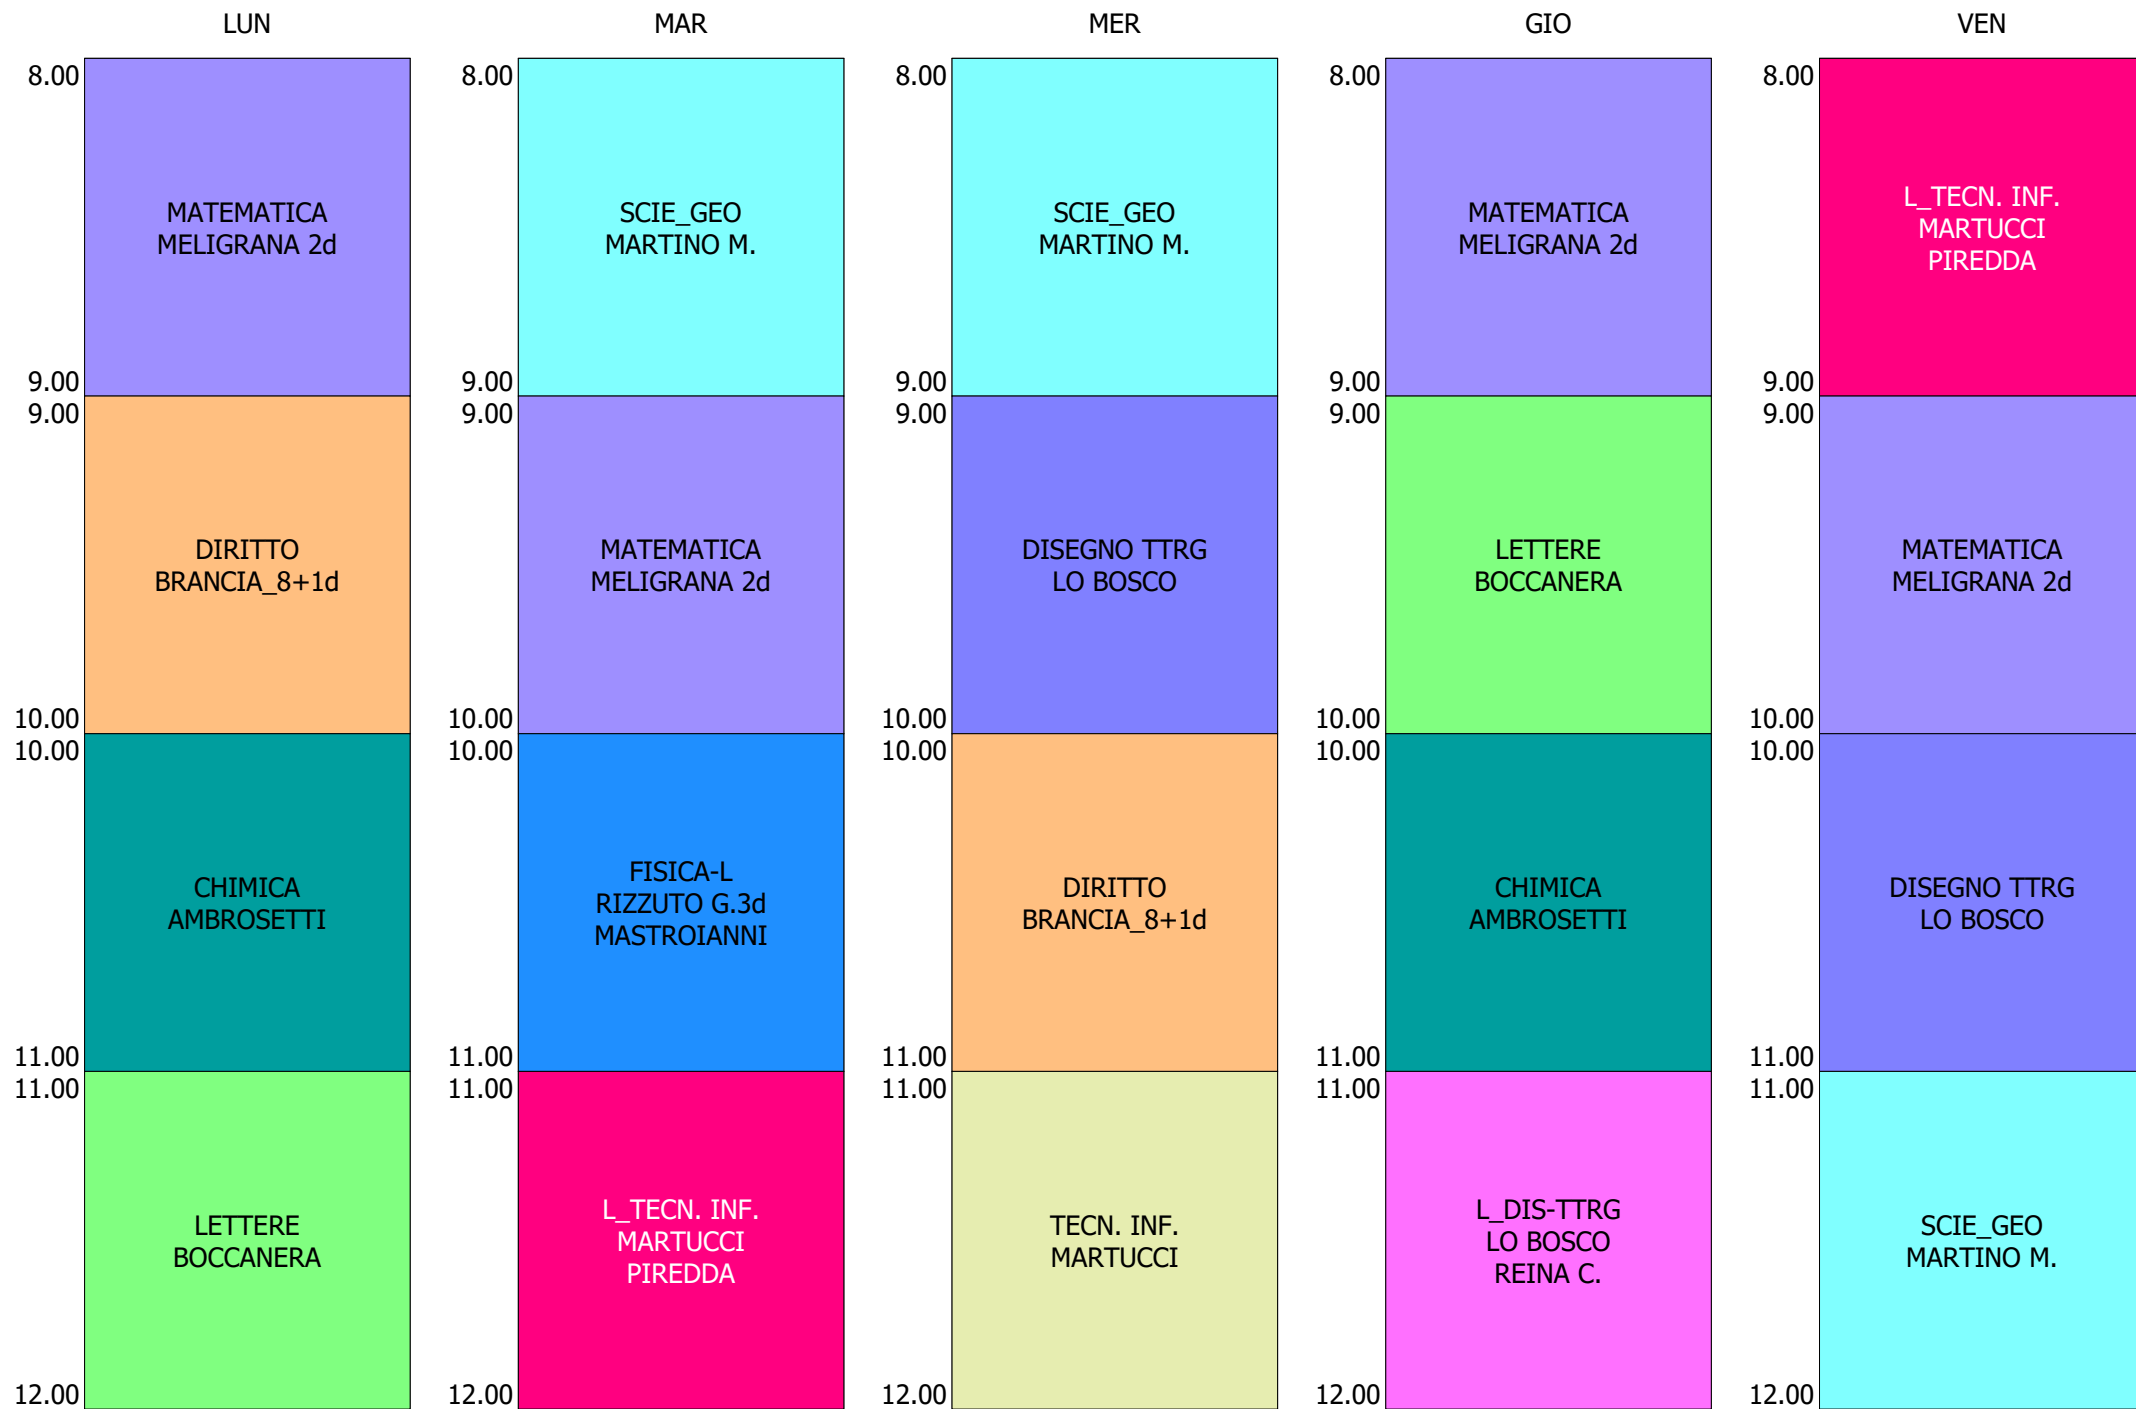 LUN
MAR
MER
GIO
VEN
8.00
MATEMATICA
MELIGRANA 2d
9.00
8.00
SCIE_GEO
MARTINO M.
9.00
8.00
SCIE_GEO
MARTINO M.
9.00
8.00
MATEMATICA
MELIGRANA 2d
9.00
8.00
L_TECN. INF.
MARTUCCI
PIREDDA
9.00
9.00
DIRITTO
BRANCIA_8+1d
10.00
9.00
MATEMATICA
MELIGRANA 2d
10.00
9.00
DISEGNO TTRG
LO BOSCO
10.00
9.00
LETTERE
BOCCANERA
10.00
9.00
MATEMATICA
MELIGRANA 2d
10.00
10.00
CHIMICA
AMBROSETTI
11.00
10.00
FISICA-L
RIZZUTO G.3d
MASTROIANNI
11.00
10.00
DIRITTO
BRANCIA_8+1d
11.00
10.00
CHIMICA
AMBROSETTI
11.00
10.00
DISEGNO TTRG
LO BOSCO
11.00
11.00
LETTERE
BOCCANERA
12.00
11.00
L_TECN. INF.
MARTUCCI
PIREDDA
12.00
11.00
TECN. INF.
MARTUCCI
12.00
11.00
L_DIS-TTRG
LO BOSCO
REINA C.
12.00
11.00
SCIE_GEO
MARTINO M.
12.00